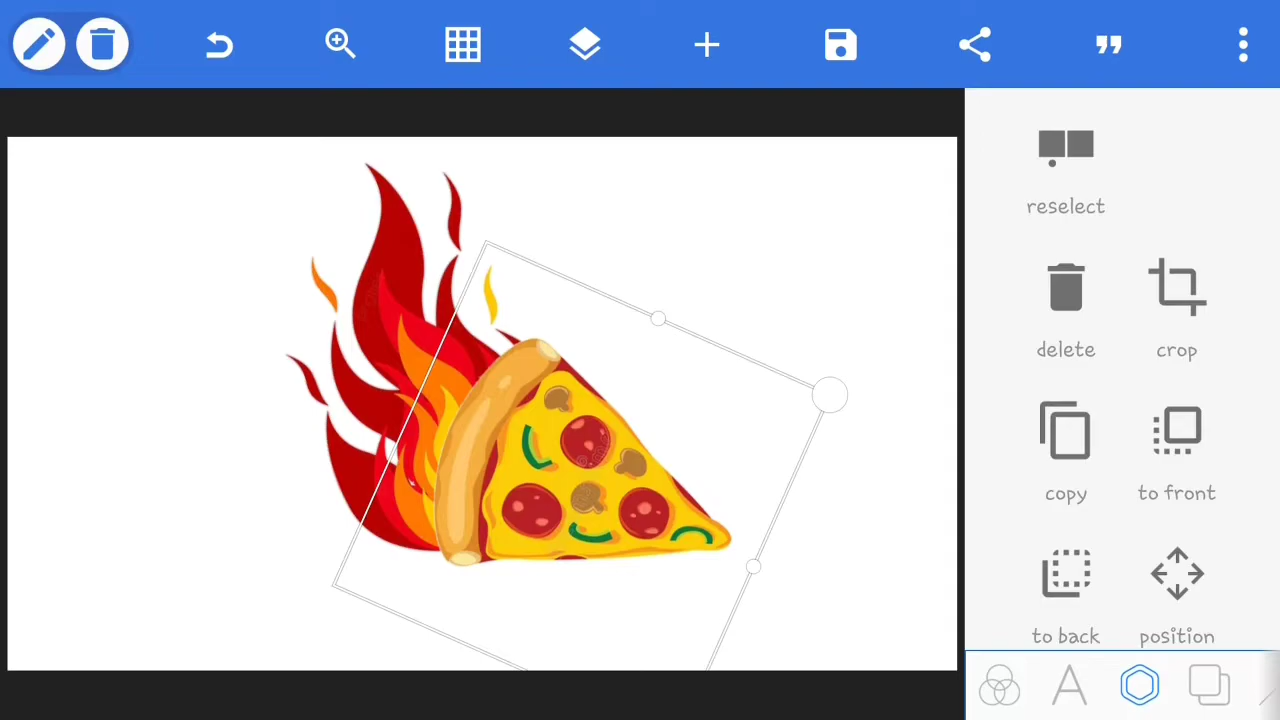 reselect
delete
crop
copy
to front
to back
position